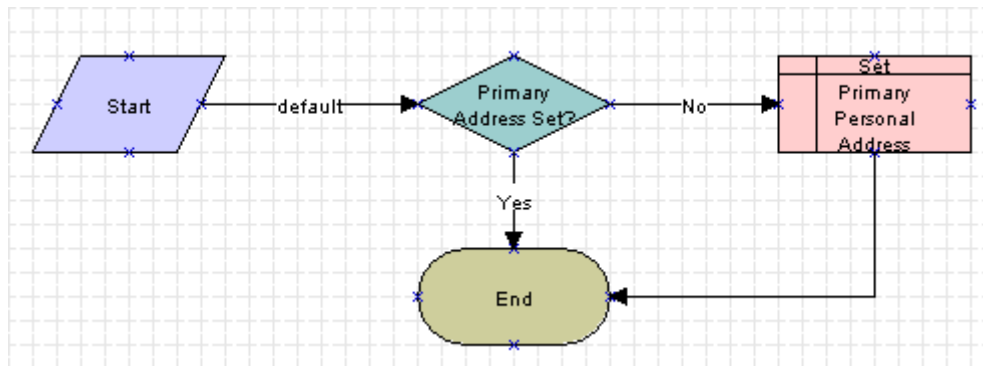 Start
default
Primary
Address Set?
No
Set
Primary
Personal
Address
Yes
End